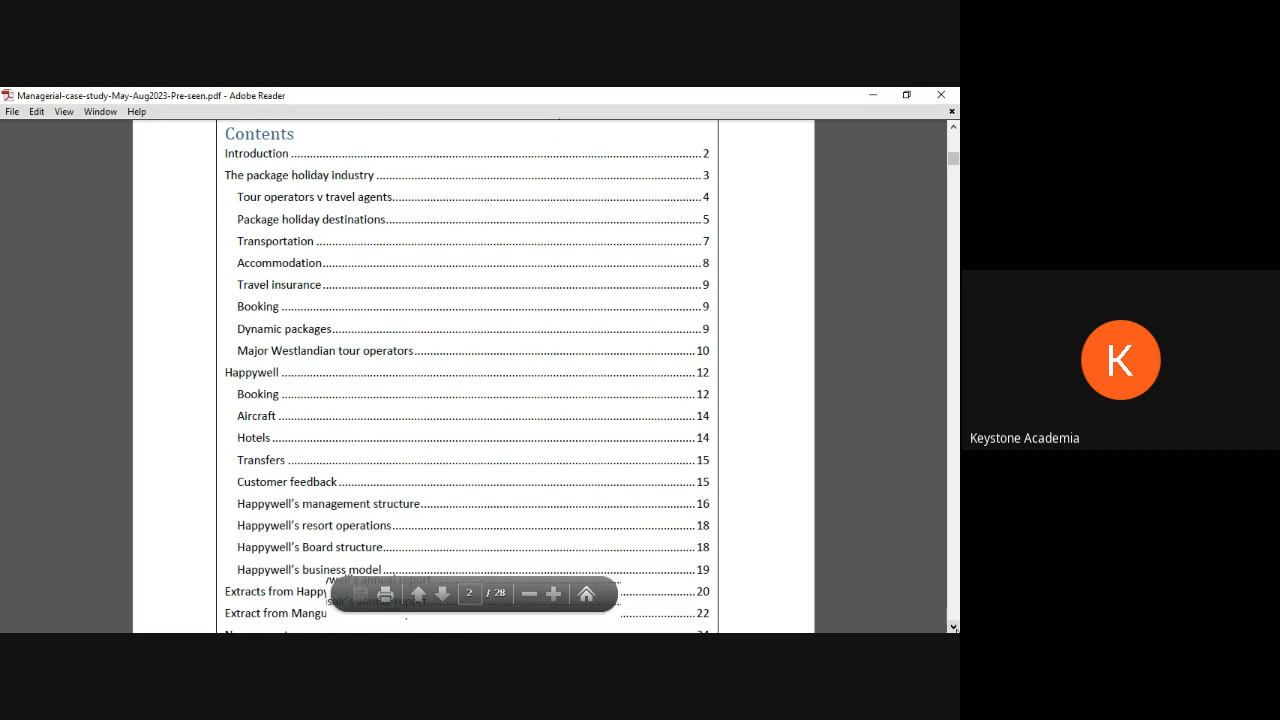 Managerial-case-study-May-Aug2023-Pre-seen.pdf - Adobe Reader
File Edit View Window Help
Contents
Introduction 2
The package holiday industry 3
Tour operators v travel agents 4
Package holiday destinations 5
Transportation 7
Accommodation 8
Travel insurance 9
Booking 9
Dynamic packages 9
Major Westlandian tour operators 10
Happywell 12
Booking 12
Aircraft 14
Hotels 14
Transfers 15
Customer feedback 15
Happywell's management structure 16
Happywell's resort operations 18
Happywell's Board structure 18
Happywell's business model 19
Extracts from Happy 20
Extract from Mangu 22
2 / 28
K
Keystone Academia